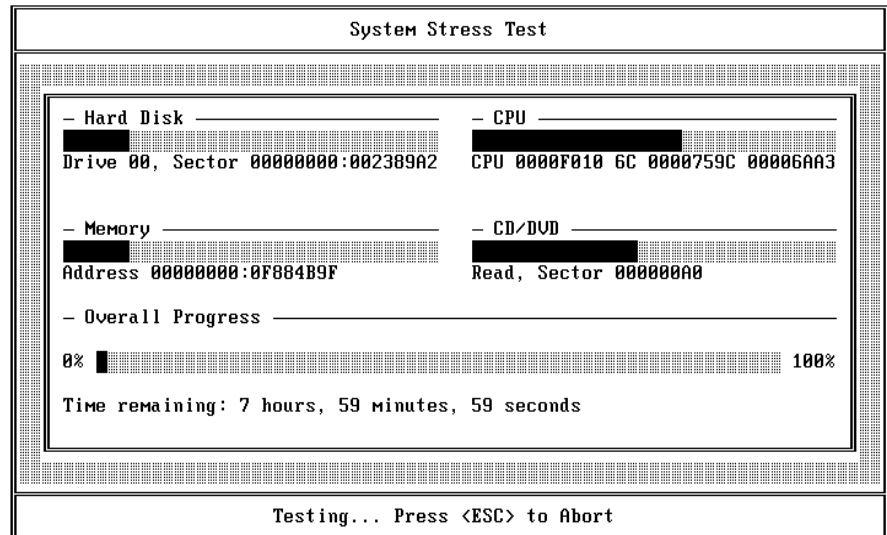 System Stress Test
Hard Disk
Drive 00, Sector 00000000:002389A2
CPU
CPU 0000F010 6C 0000759C 00006AA3
Memory
Address 00000000:0F884B9F
CD/DVD
Read, Sector 000000A0
Overall Progress
0% 100%
Time remaining: 7 hours, 59 minutes, 59 seconds
Testing... Press <ESC> to Abort